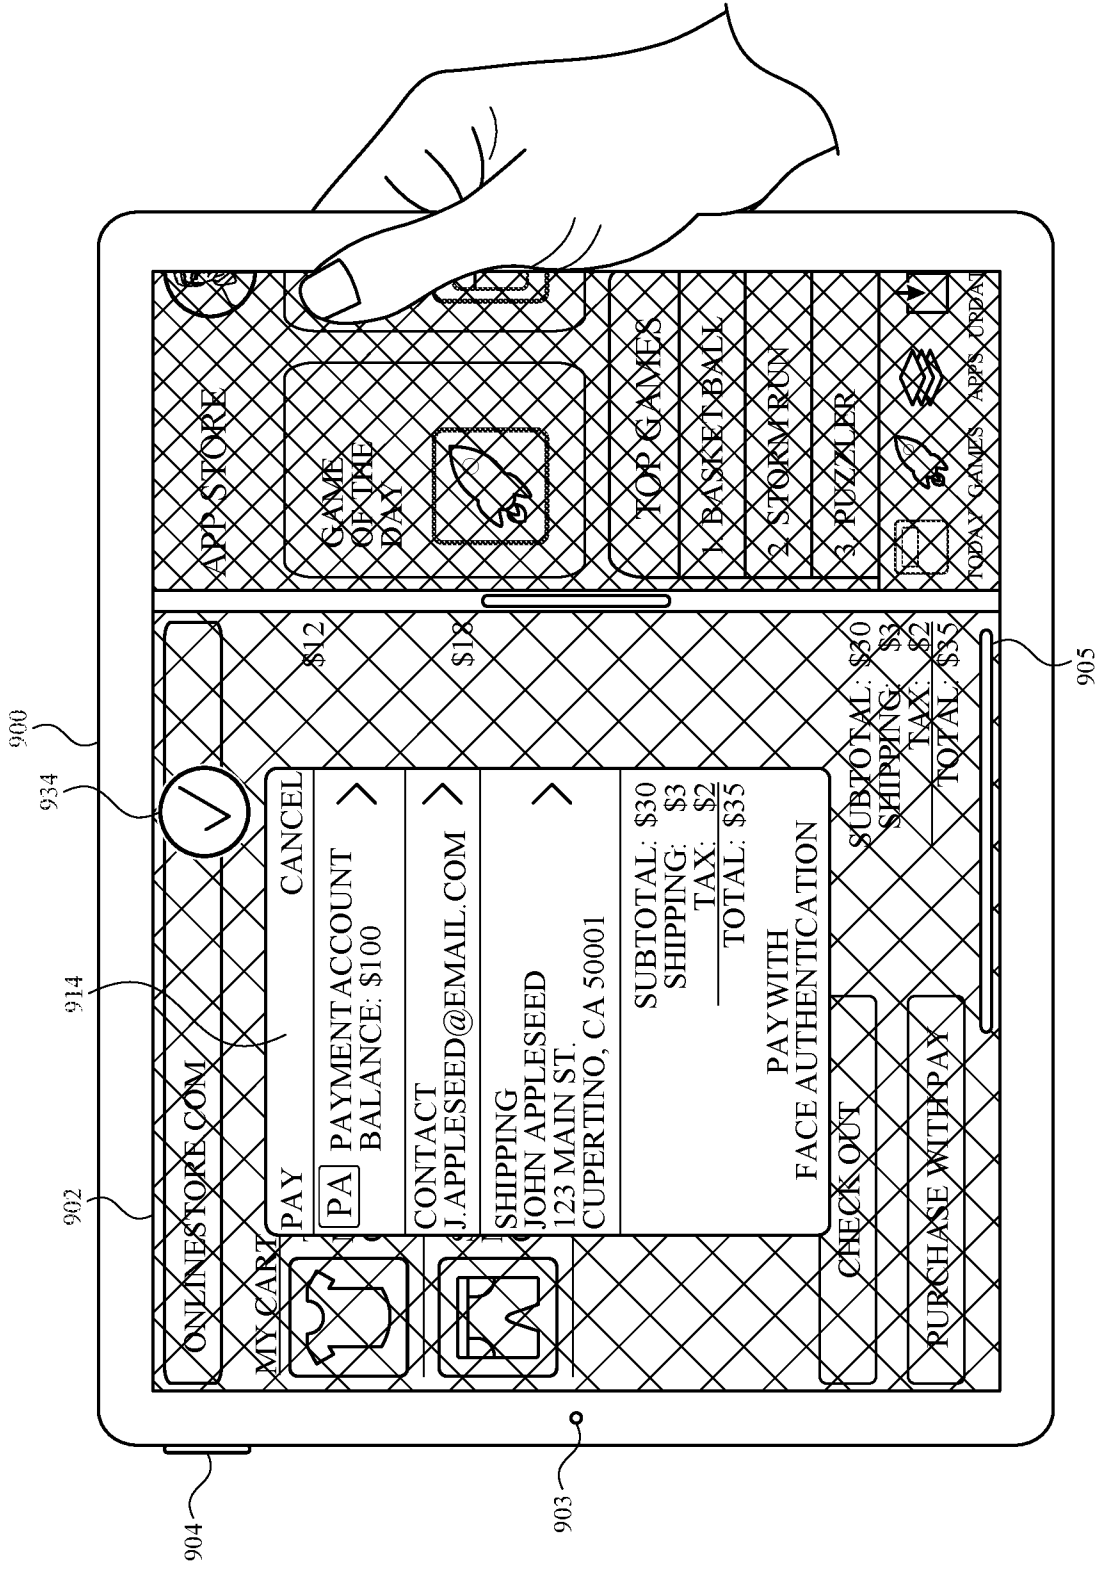 900
934
914
902
904
903
905
ONLINESTORE.COM
MY CART
$12
$18
PAY CANCEL
PA PAYMENT ACCOUNT
BALANCE: $100
CONTACT
J.APPLESEED@EMAIL.COM
SHIPPING
JOHN APPLESEED
123 MAIN ST.
CUPERTINO, CA 50001
SUBTOTAL: $30
SHIPPING: $3
TAX: $2
TOTAL: $35
PAY WITH
FACE AUTHENTICATION
SUBTOTAL: $30
SHIPPING: $3
TAX: $2
TOTAL: $35
CHECK OUT
PURCHASE WITH PAY
APP STORE
GAME
OF THE
DAY
TOP GAMES
1. BASKETBALL
2. STORM RUN
3. PUZZLER
TODAY GAMES APPS